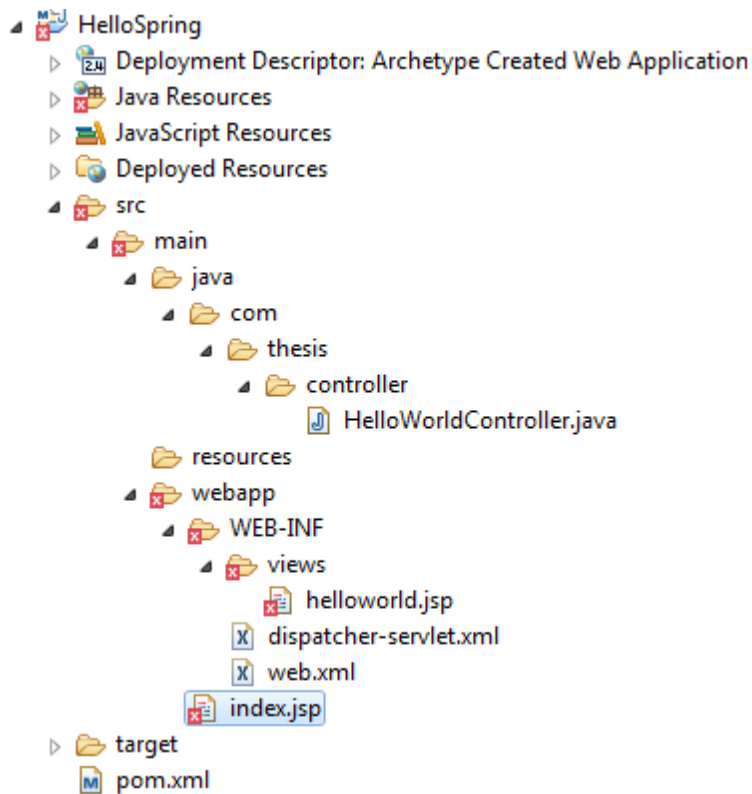 HelloSpring
Deployment Descriptor: Archetype Created Web Application
Java Resources
JavaScript Resources
Deployed Resources
src
main
java
com
thesis
controller
HelloWorldController.java
resources
webapp
WEB-INF
views
helloworld.jsp
dispatcher-servlet.xml
web.xml
index.jsp
target
pom.xml